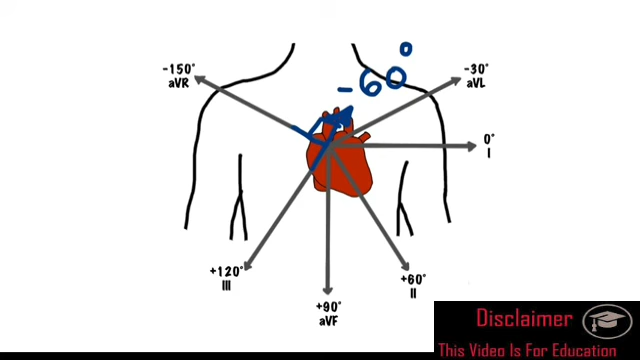 -60°
-150°
aVR
-30°
aVL
0°
I
+120°
III
+60°
II
+90°
aVF
Disclaimer
This Video Is For Education